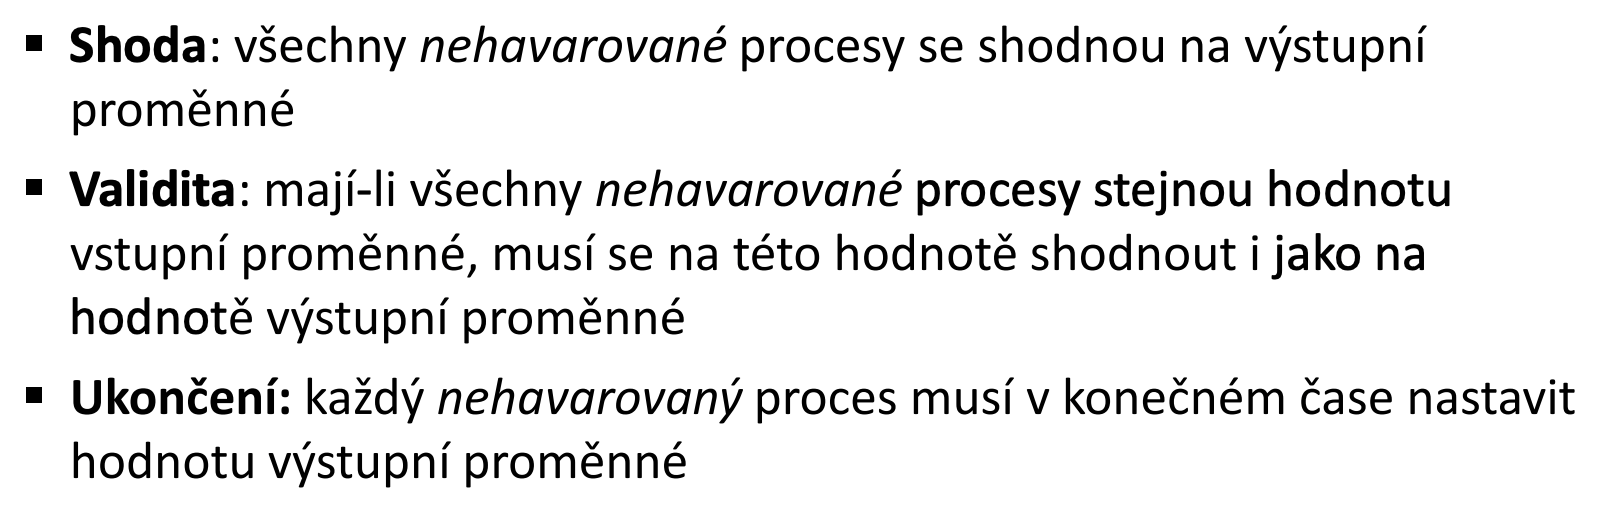 ▪ Shoda: všechny nehavarované procesy se shodnou na výstupní
proměnné
▪ Validita: mají-li všechny nehavarované procesy stejnou hodnotu
vstupní proměnné, musí se na této hodnotě shodnout i jako na
hodnotě výstupní proměnné
▪ Ukončení: každý nehavarovaný proces musí v konečném čase nastavit
hodnotu výstupní proměnné